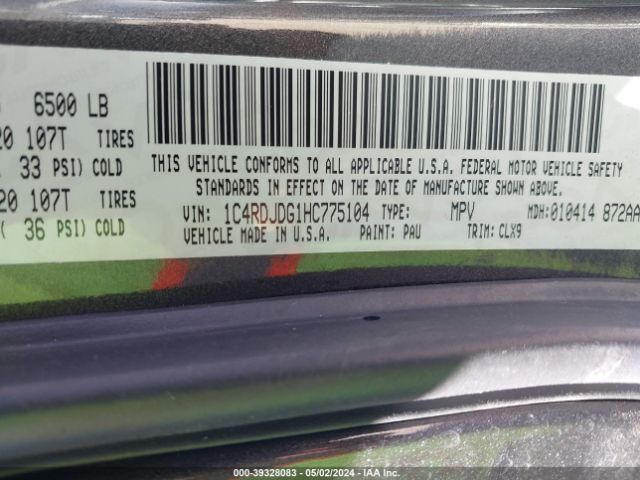 6500 LB
20 107T TIRES
33 PSI) COLD
20 107T TIRES
( 36 PSI) COLD
THIS VEHICLE CONFORMS TO ALL APPLICABLE U.S.A. FEDERAL MOTOR VEHICLE SAFETY
STANDARDS IN EFFECT ON THE DATE OF MANUFACTURE SHOWN ABOVE.
VIN: 1C4RDJDG1HC775104 TYPE: MPV MDH:010414 872AA
VEHICLE MADE IN U.S.A. PAINT: PAU TRIM: CLX9
000-39328083 — 05/02/2024 — IAAI.COM